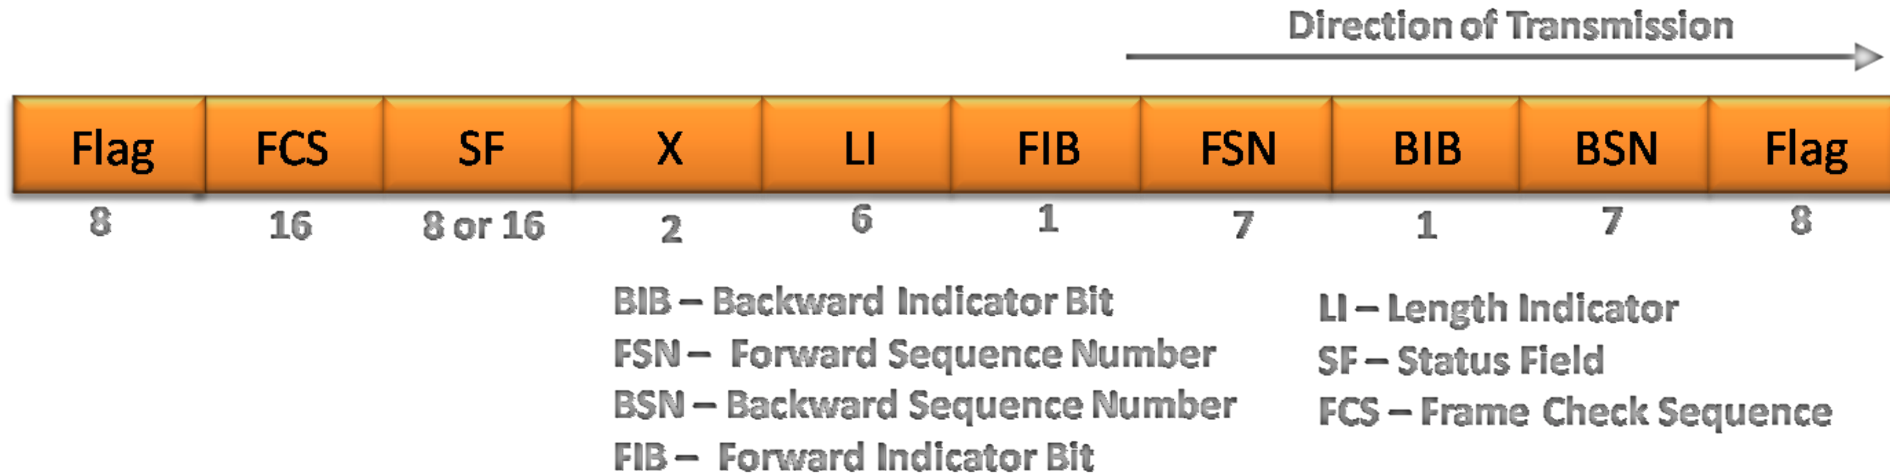 Direction of Transmission
Flag FCS SF X LI FIB FSN BIB BSN Flag
8 16 8 or 16 2 6 1 7 1 7 8
BIB – Backward Indicator Bit
FSN – Forward Sequence Number
BSN – Backward Sequence Number
FIB – Forward Indicator Bit
LI – Length Indicator
SF – Status Field
FCS – Frame Check Sequence